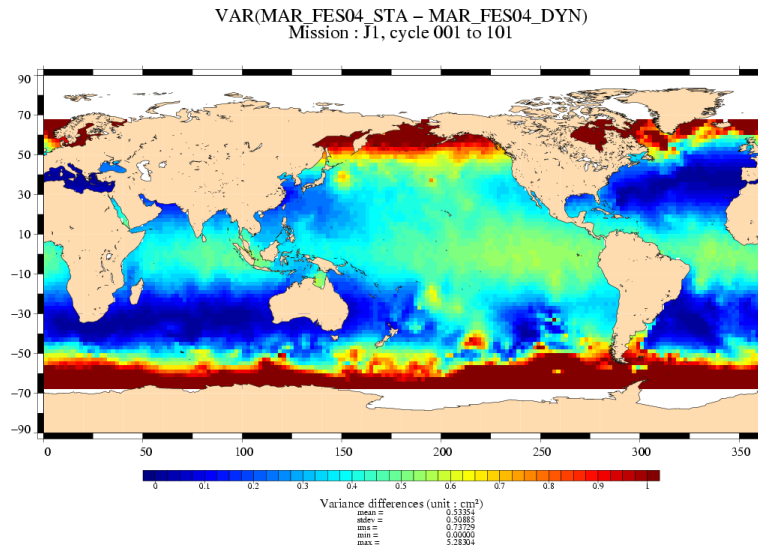 VAR(MAR_FES04_STA – MAR_FES04_DYN)
Mission : J1, cycle 001 to 101
90
70
50
30
10
−10
−30
−50
−70
−90
0 50 100 150 200 250 300 350
0 0.1 0.2 0.3 0.4 0.5 0.6 0.7 0.8 0.9 1
Variance differences (unit : cm²)
mean = 0.53354
stdev = 0.50885
rms = 0.73729
min = 0.00000
max = 5.28304